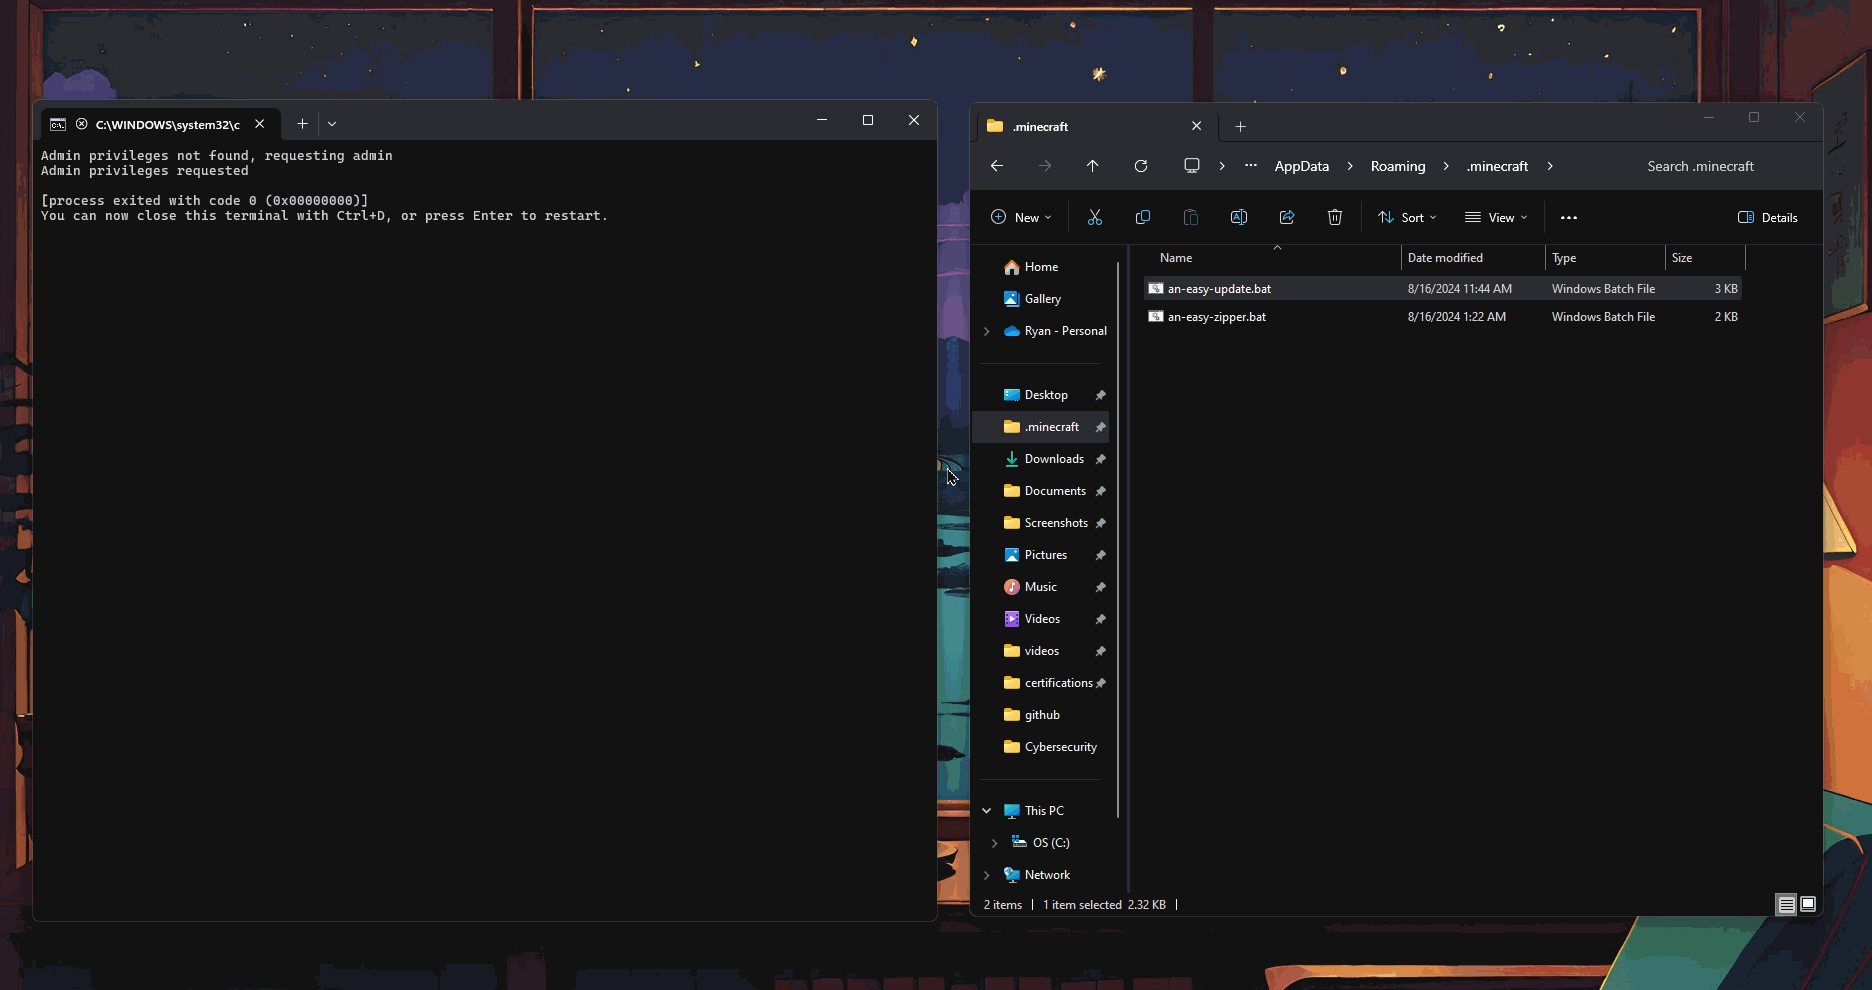 C:\WINDOWS\system32\c
Admin privileges not found, requesting admin
Admin privileges requested
[process exited with code 0 (0x00000000)]
You can now close this terminal with Ctrl+D, or press Enter to restart.
.minecraft
AppData > Roaming > .minecraft >
Search .minecraft
New
Sort
View
Details
Home
Gallery
Ryan - Personal
Desktop
.minecraft
Downloads
Documents
Screenshots
Pictures
Music
Videos
videos
certifications
github
Cybersecurity
This PC
OS (C:)
Network
Name Date modified Type Size
an-easy-update.bat 8/16/2024 11:44 AM Windows Batch File 3 KB
an-easy-zipper.bat 8/16/2024 1:22 AM Windows Batch File 2 KB
2 items 1 item selected 2.32 KB